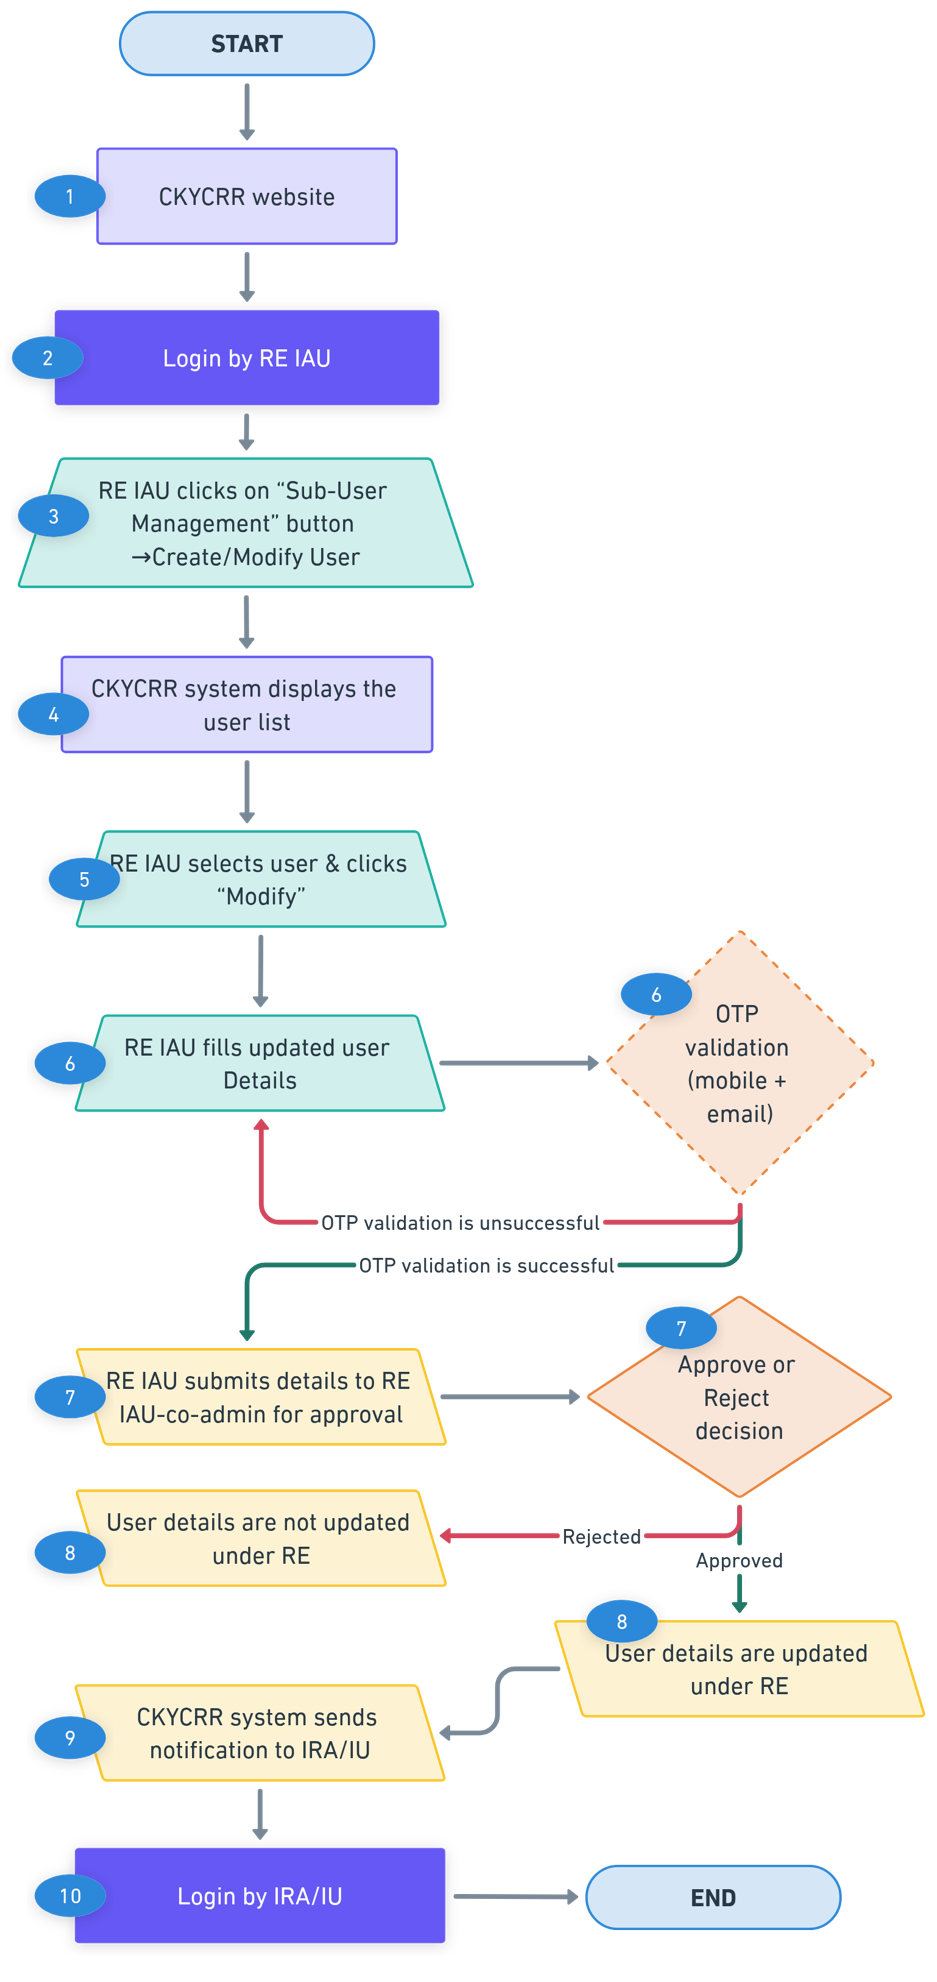 START
1
CKYCRR website
2
Login by RE IAU
3
RE IAU clicks on “Sub-User
Management” button
→Create/Modify User
4
CKYCRR system displays the
user list
5
RE IAU selects user & clicks
“Modify”
6
RE IAU fills updated user
Details
6
OTP
validation
(mobile +
email)
OTP validation is unsuccessful
OTP validation is successful
7
RE IAU submits details to RE
IAU-co-admin for approval
7
Approve or
Reject
decision
8
User details are not updated
under RE
Rejected
Approved
8
User details are updated
under RE
9
CKYCRR system sends
notification to IRA/IU
10
Login by IRA/IU
END